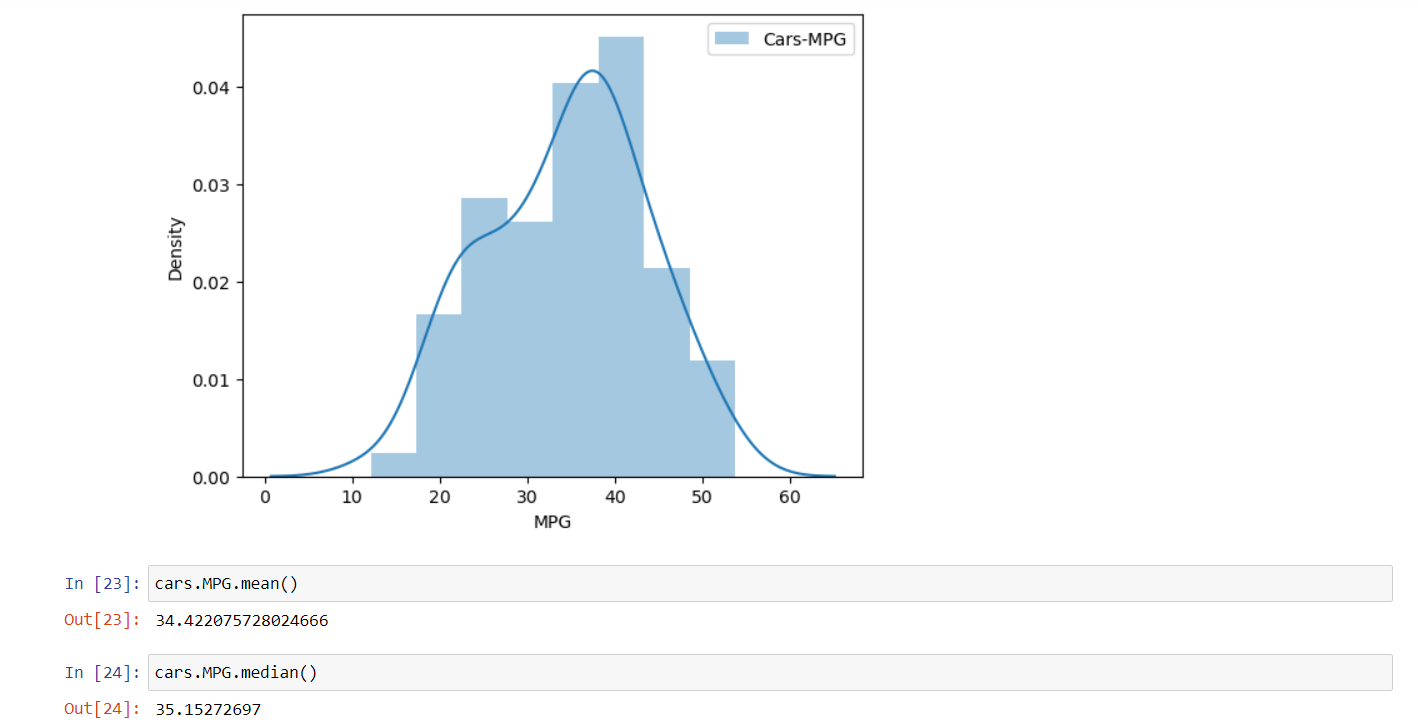 Cars-MPG
0.04
0.03
0.02
0.01
0.00
Density
0 10 20 30 40 50 60
MPG
In [23]: cars.MPG.mean()
Out[23]: 34.422075728024666
In [24]: cars.MPG.median()
Out[24]: 35.15272697